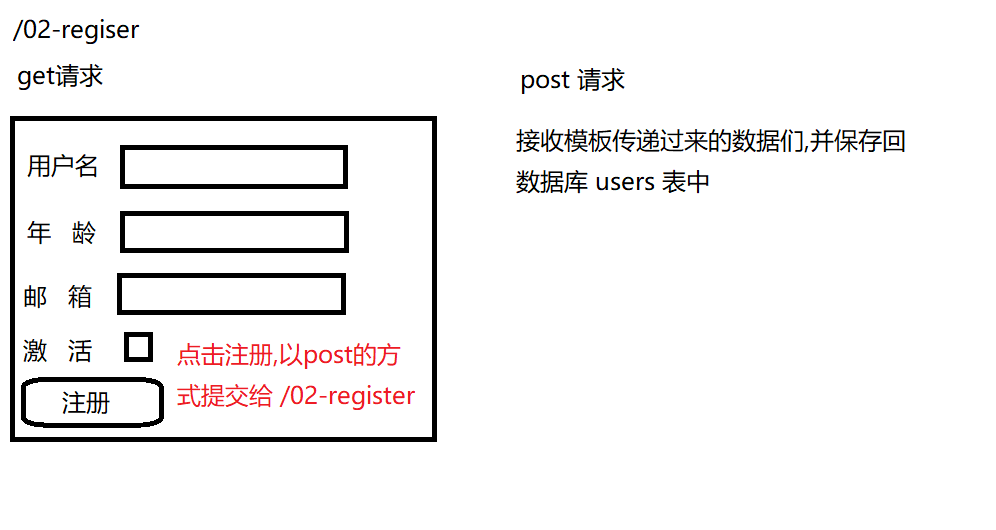 /02-regiser
get请求
用户名
年 龄
邮 箱
激 活
点击注册,以post的方
式提交给 /02-register
注册
post 请求
接收模板传递过来的数据们,并保存回
数据库 users 表中